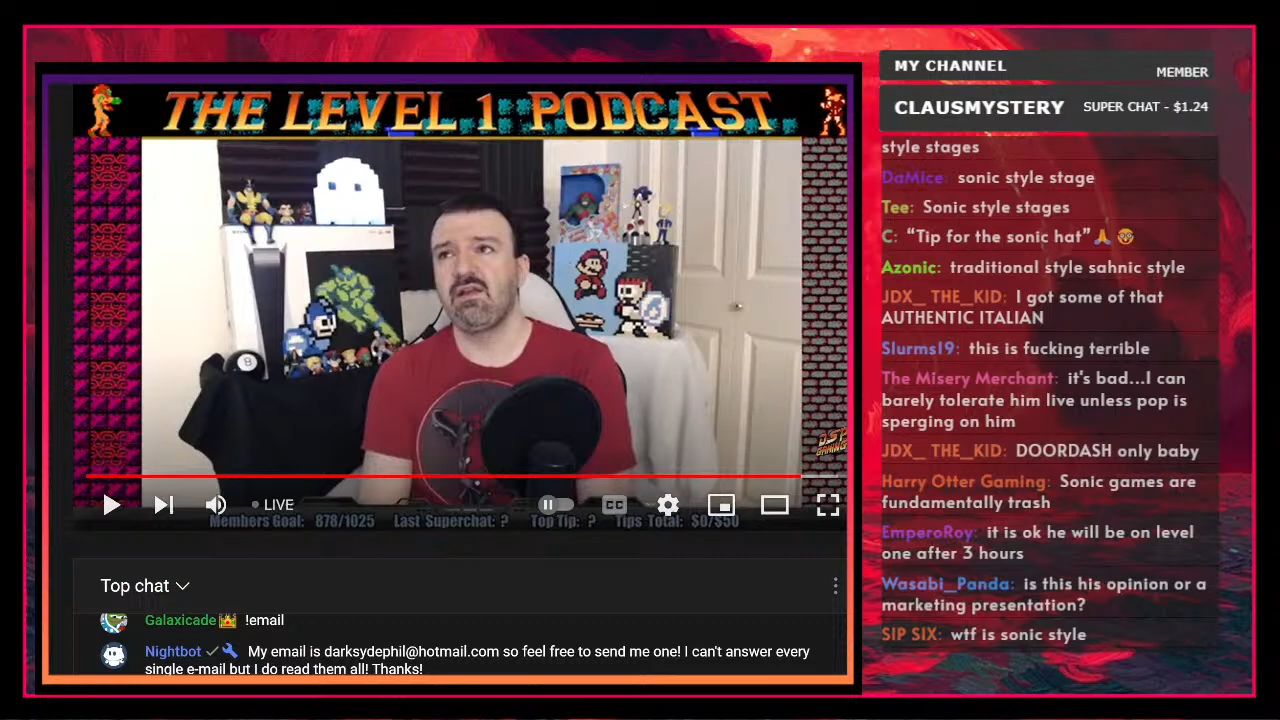 THE LEVEL 1 PODCAST
8
DSP
GAMING
LIVE
CC
Members Goal: 878/1025 Last Superchat: ? Top Tip: ? Tips Total: $0/$50
Top chat
Galaxicade !email
Nightbot My email is darksydephil@hotmail.com so feel free to send me one! I can't answer every
single e-mail but I do read them all! Thanks!
MY CHANNEL MEMBER
CLAUSMYSTERY SUPER CHAT - $1.24
style stages
DaMice: sonic style stage
Tee: Sonic style stages
C: “Tip for the sonic hat”🙏 🤓
Azonic: traditional style sahnic style
JDX_ THE_KID: I got some of that
AUTHENTIC ITALIAN
Slurms19: this is fucking terrible
The Misery Merchant: it's bad...I can
barely tolerate him live unless pop is
sperging on him
JDX_ THE_KID: DOORDASH only baby
Harry Otter Gaming: Sonic games are
fundamentally trash
EmperoRoy: it is ok he will be on level
one after 3 hours
Wasabi_Panda: is this his opinion or a
marketing presentation?
SIP SIX: wtf is sonic style